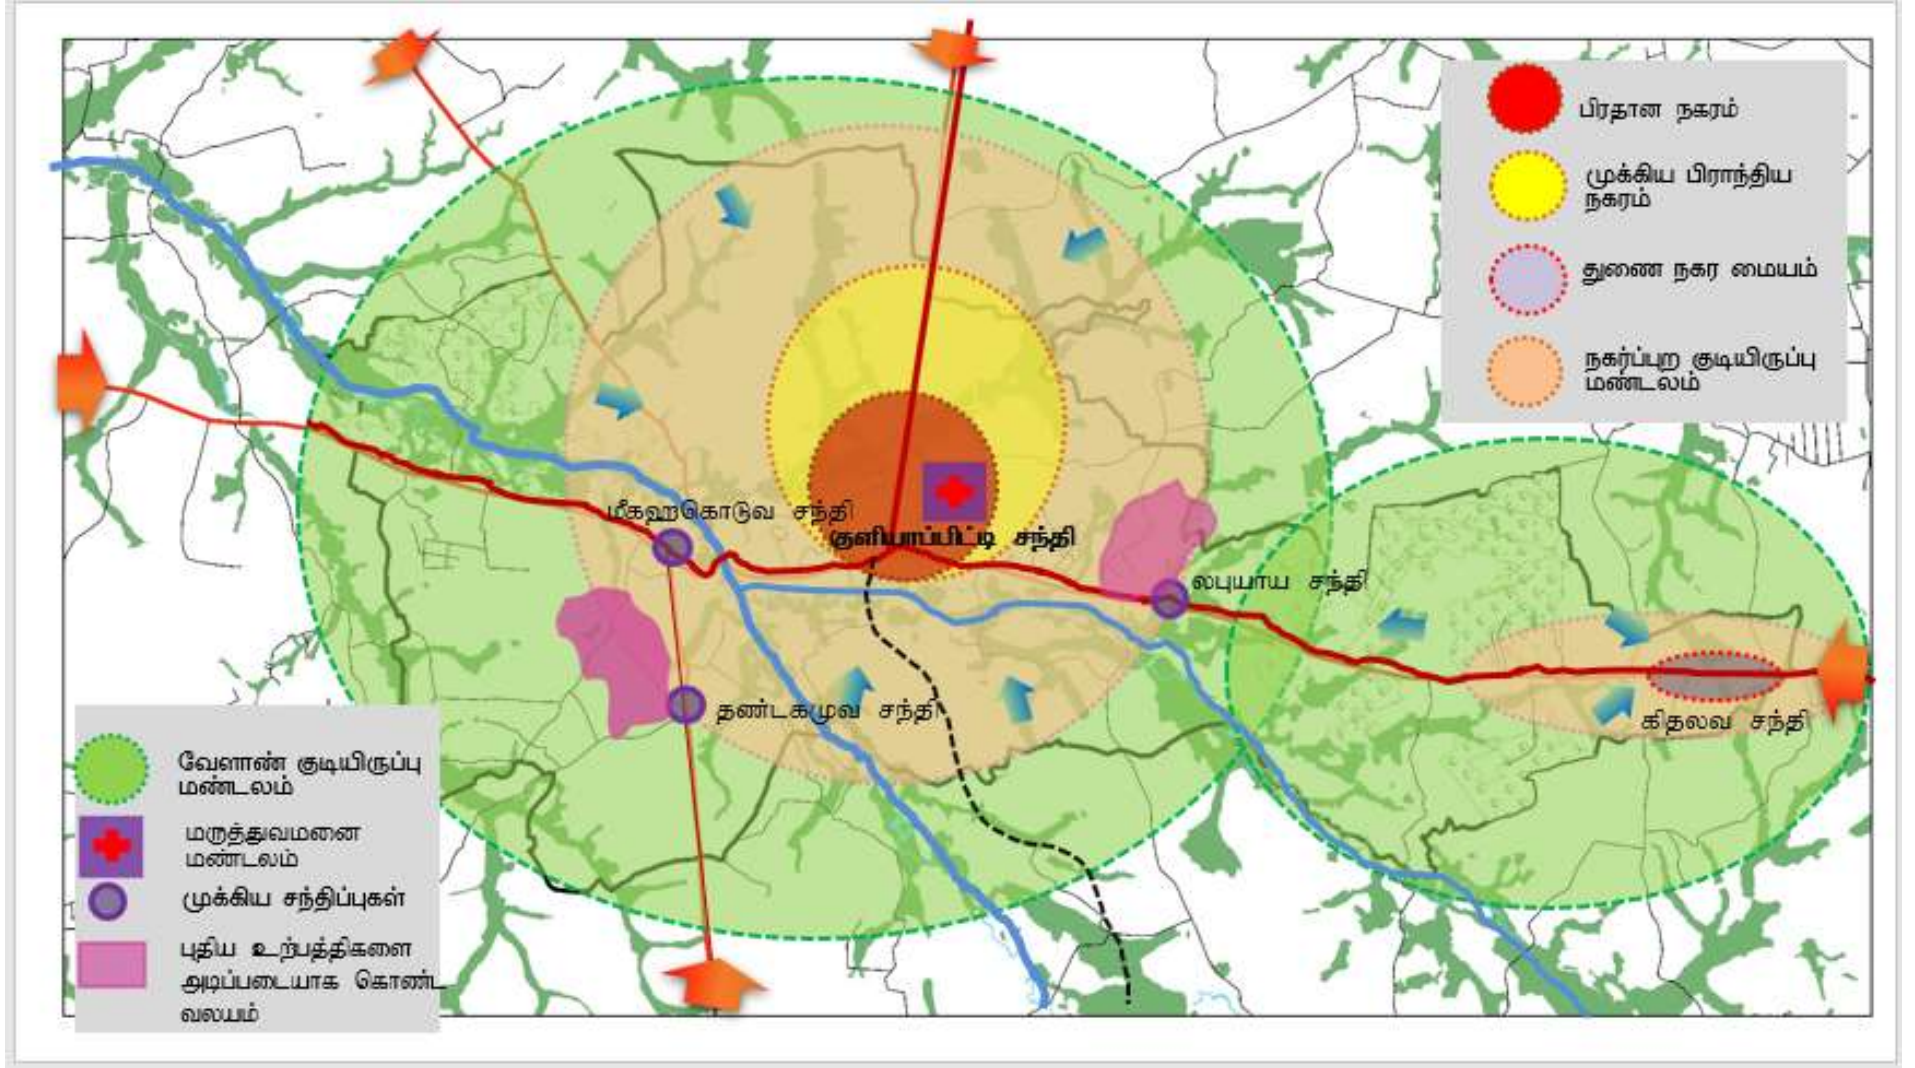 பிரதான நகரம்
முக்கிய பிராந்திய
நகரம்
துணை நகர மையம்
நகர்ப்புற குடியிருப்பு
மண்டலம்
மீகஹகொடுவ சந்தி
குளியாப்பிட்டி சந்தி
லபுயாய சந்தி
தண்டகமுவ சந்தி
கிதலவ சந்தி
வேளாண் குடியிருப்பு
மண்டலம்
மருத்துவமனை
மண்டலம்
முக்கிய சந்திப்புகள்
புதிய உற்பத்திகளை
அடிப்படையாக கொண்ட
வலயம்